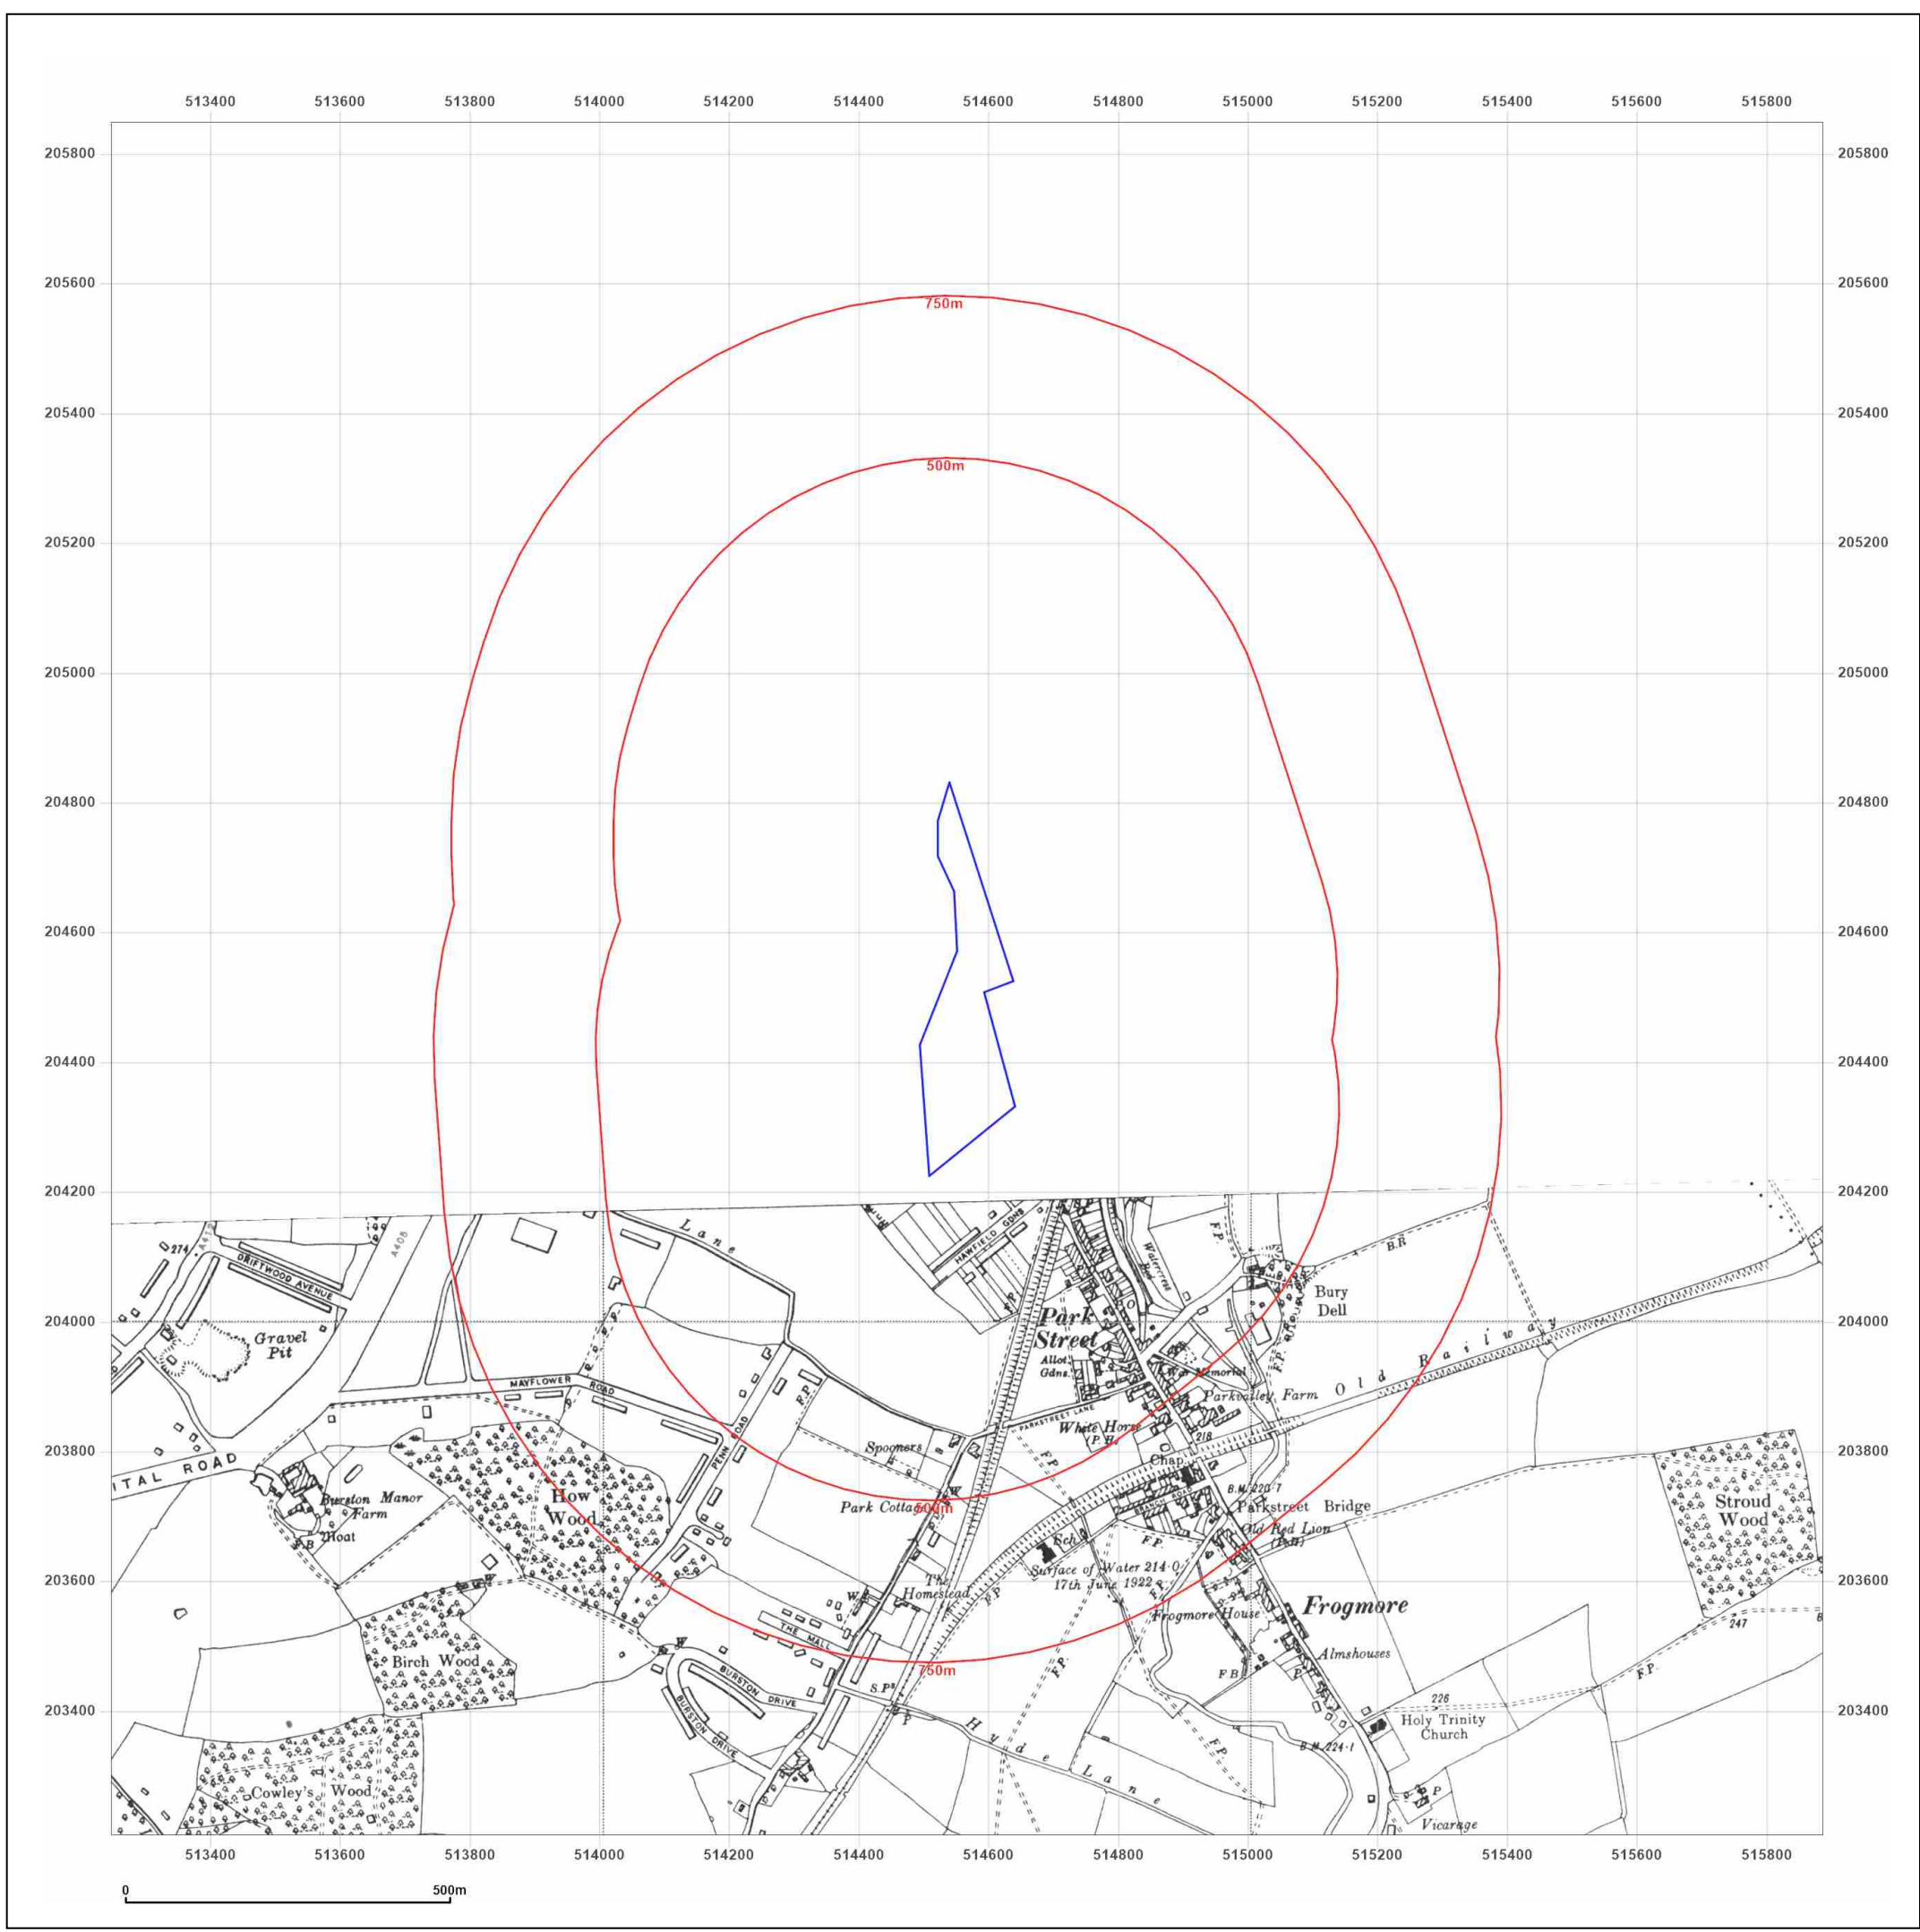 513400 513600 513800 514000 514200 514400 514600 514800 515000 515200 515400 515600 515800
205800 205800
205600 205600
750m
205400 205400
500m
205200 205200
205000 205000
204800 204800
204600 204600
204400 204400
204200 204200
Lane
HAWFIELD GDNS
F.P.
B.R
A405
274
DRIFTWOOD AVENUE
Watercress
Bed
Bury
Dell
F.P.
F.P.
204000 204000
Park
Street
Gravel
Pit
Allot.
Gdns.
War Memorial
Old Railway
F.P.
MAYFLOWER ROAD
F.P.
Parkvalley Farm
PARKSTREET LANE
White Horse
(P.H.)
218
PENN ROAD
Spooners
F.P.
203800 203800
ITAL ROAD
Chap.
B.M. 220·7
Burston Manor
Farm
How
Wood
Park Cottage
500m
W
BRANCH ROAD
Parkstreet Bridge
Stroud
Wood
Moat
F.B
Old Red Lion
(P.H)
Sch.
F.P.
Surface of Water 214·0
17th June 1922
203600 203600
W
The
Homestead
F.P
F.P.
Frogmore House
Frogmore
247
THE MALL
Almshouses
Birch Wood
W
750m
F.P.
F B
P
F.P.
BURSTON DRIVE
S.Ps
S P
226
203400 203400
BURSTON DRIVE
Hyde Lane
F.P.
B.M. 224·1
Holy Trinity
Church
Cowley's Wood
P
Vicarage
513400 513600 513800 514000 514200 514400 514600 514800 515000 515200 515400 515600 515800
0 500m